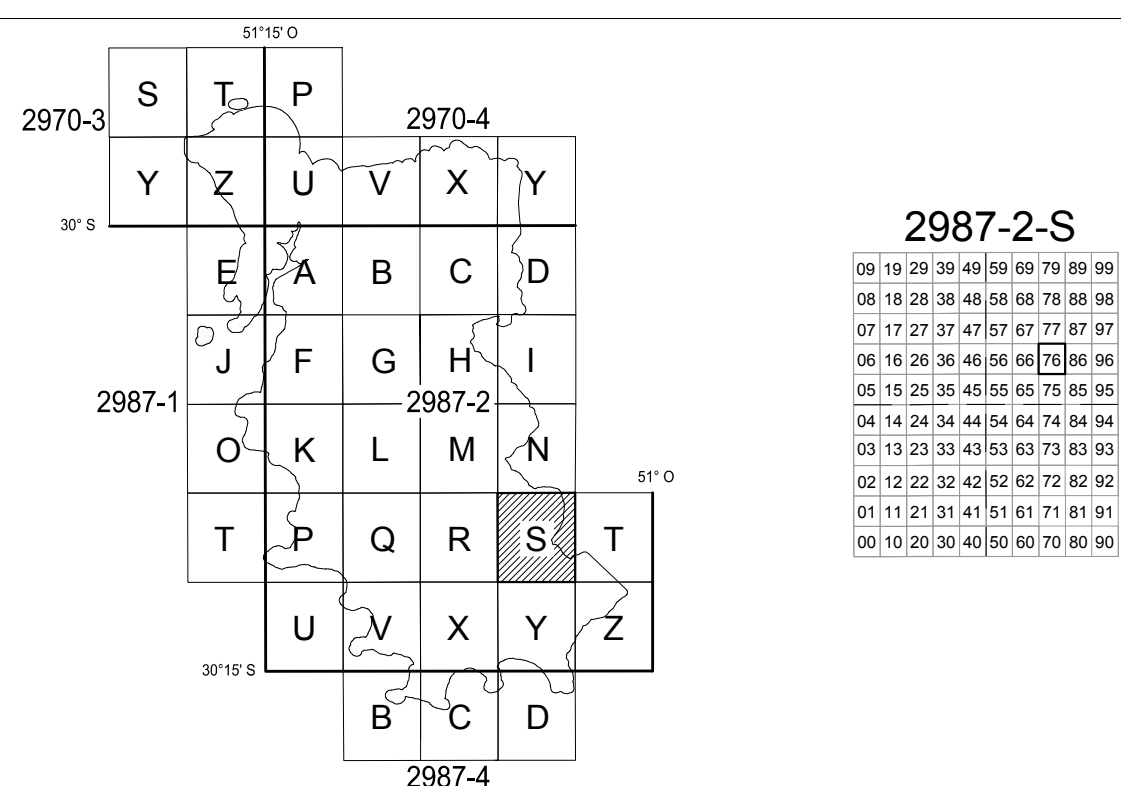 51°15' O
S T P
2970-3 2970-4
Y Z U V X Y
30° S
E A B C D
J F G H I
2987-1 2987-2
O K L M N
51° O
T P Q R S T
U V X Y Z
30°15' S
B C D
2987-4
2987-2-S
09 19 29 39 49 59 69 79 89 99
08 18 28 38 48 58 68 78 88 98
07 17 27 37 47 57 67 77 87 97
06 16 26 36 46 56 66 76 86 96
05 15 25 35 45 55 65 75 85 95
04 14 24 34 44 54 64 74 84 94
03 13 23 33 43 53 63 73 83 93
02 12 22 32 42 52 62 72 82 92
01 11 21 31 41 51 61 71 81 91
00 10 20 30 40 50 60 70 80 90